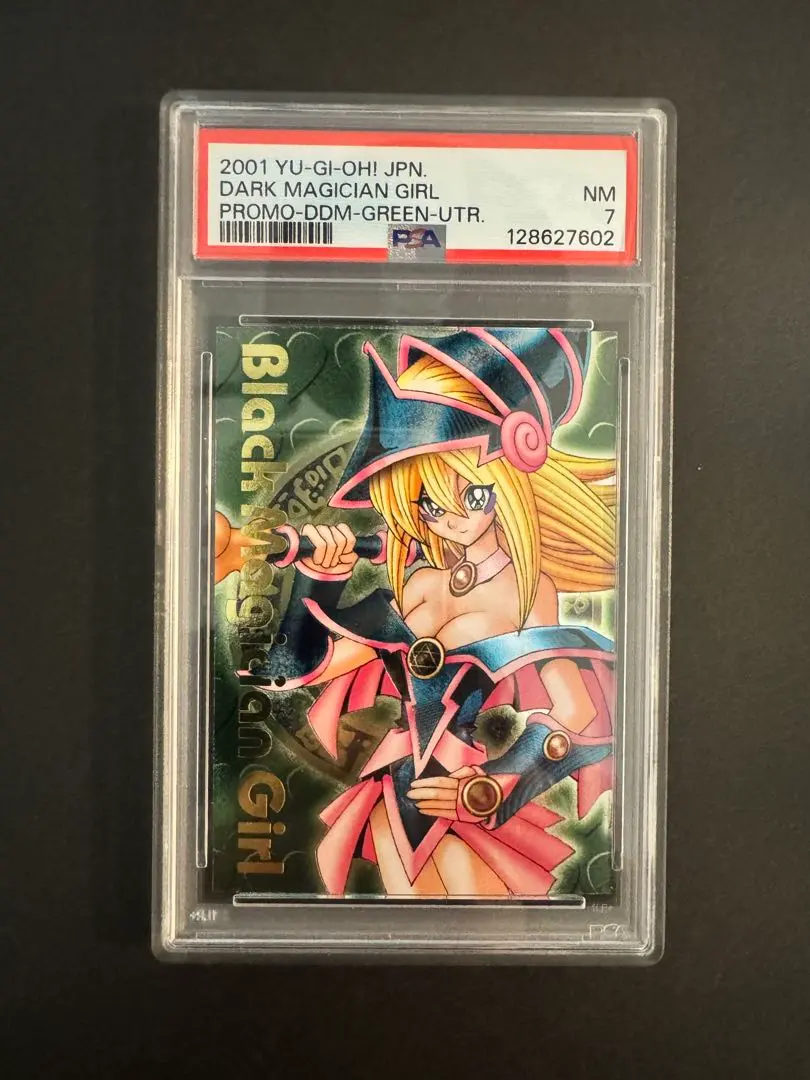 2001 YU-GI-OH! JPN.
DARK MAGICIAN GIRL NM
PROMO-DDM-GREEN-UTR. 7
PSA 128627602
Black Magician Girl
PSA